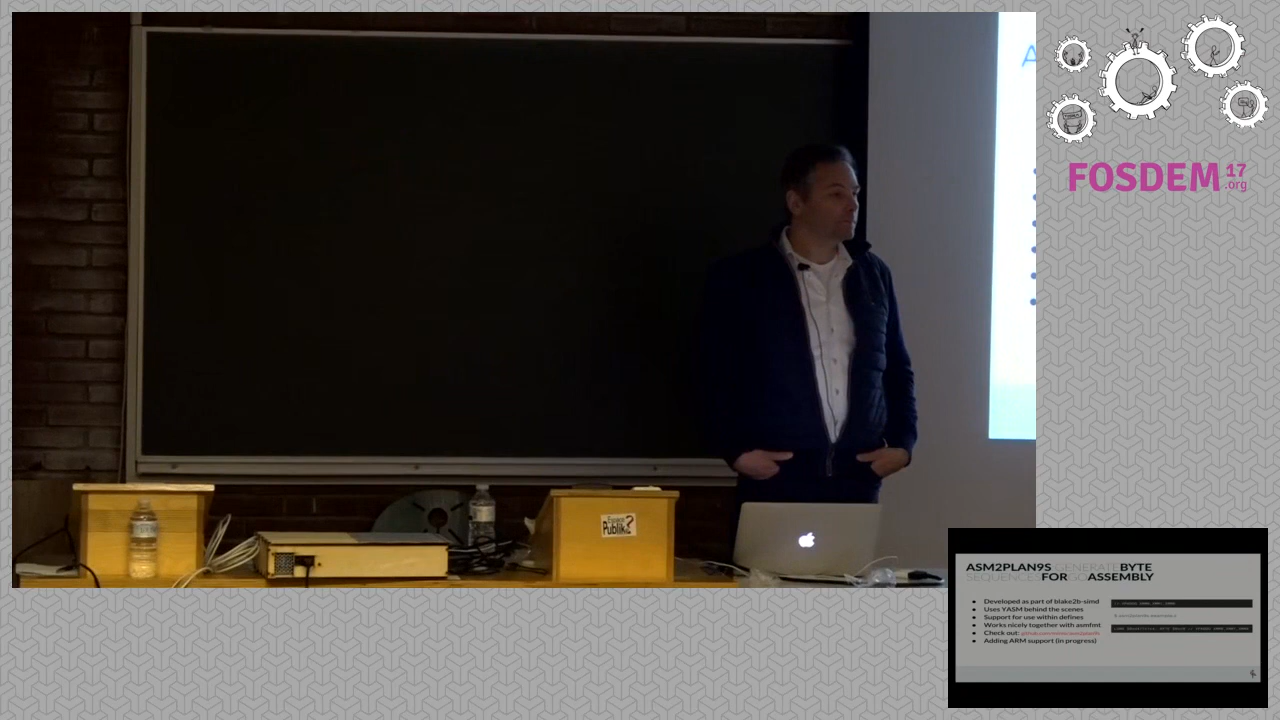 FOSDEM 17
.org
Publik?
ASM2PLAN9S GENERATE BYTE
SEQUENCES FOR GO ASSEMBLY
● Developed as part of blake2b-simd
● Uses YASM behind the scenes
● Support for use within defines
● Works nicely together with asmfmt
● Check out:
● Adding ARM support (in progress)